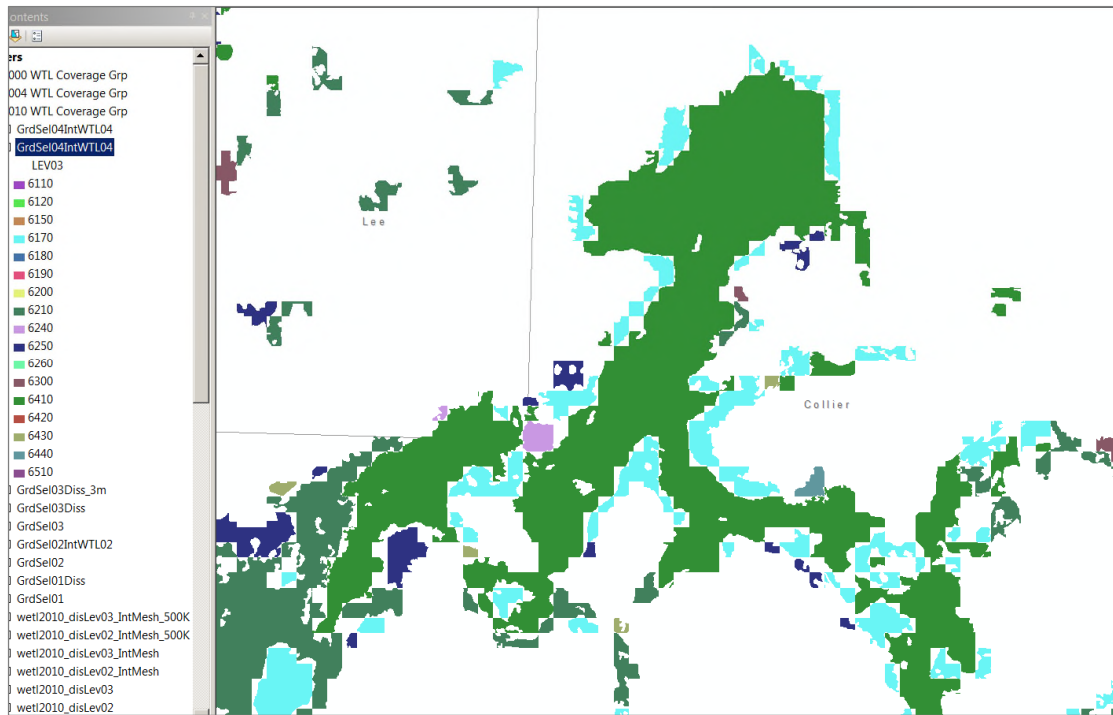 ontents
ers
000 WTL Coverage Grp
004 WTL Coverage Grp
010 WTL Coverage Grp
GrdSel04IntWTL04
GrdSel04IntWTL04
LEV03
6110
6120
6150
6170
6180
6190
6200
6210
6240
6250
6260
6300
6410
6420
6430
6440
6510
GrdSel03Diss_3m
GrdSel03Diss
GrdSel03
GrdSel02IntWTL02
GrdSel02
GrdSel01Diss
GrdSel01
wetl2010_disLev03_IntMesh_500K
wetl2010_disLev02_IntMesh_500K
wetl2010_disLev03_IntMesh
wetl2010_disLev02_IntMesh
wetl2010_disLev03
wetl2010_disLev02
Lee
Collier